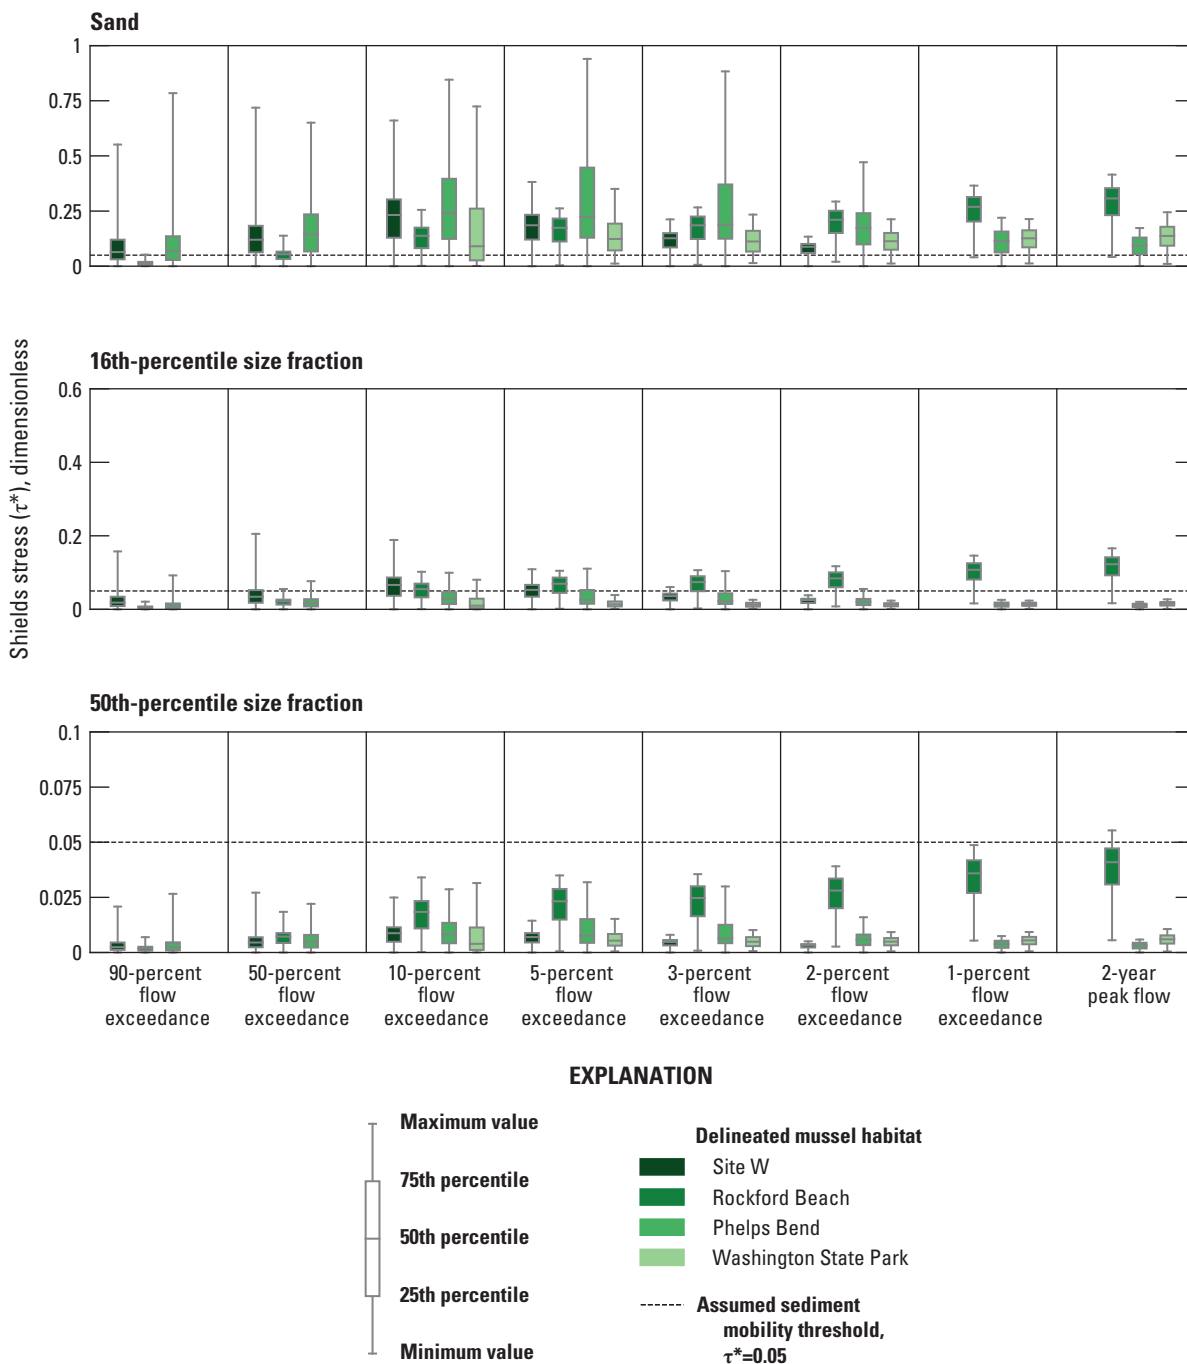 Sand
1
0.75
0.5
0.25
0
16th-percentile size fraction
0.6
0.4
0.2
0
Shields stress (τ*), dimensionless
50th-percentile size fraction
0.1
0.075
0.05
0.025
0
90-percent
flow
exceedance
50-percent
flow
exceedance
10-percent
flow
exceedance
5-percent
flow
exceedance
3-percent
flow
exceedance
2-percent
flow
exceedance
1-percent
flow
exceedance
2-year
peak flow
EXPLANATION
Maximum value
75th percentile
50th percentile
25th percentile
Minimum value
Delineated mussel habitat
Site W
Rockford Beach
Phelps Bend
Washington State Park
Assumed sediment
mobility threshold,
τ*=0.05